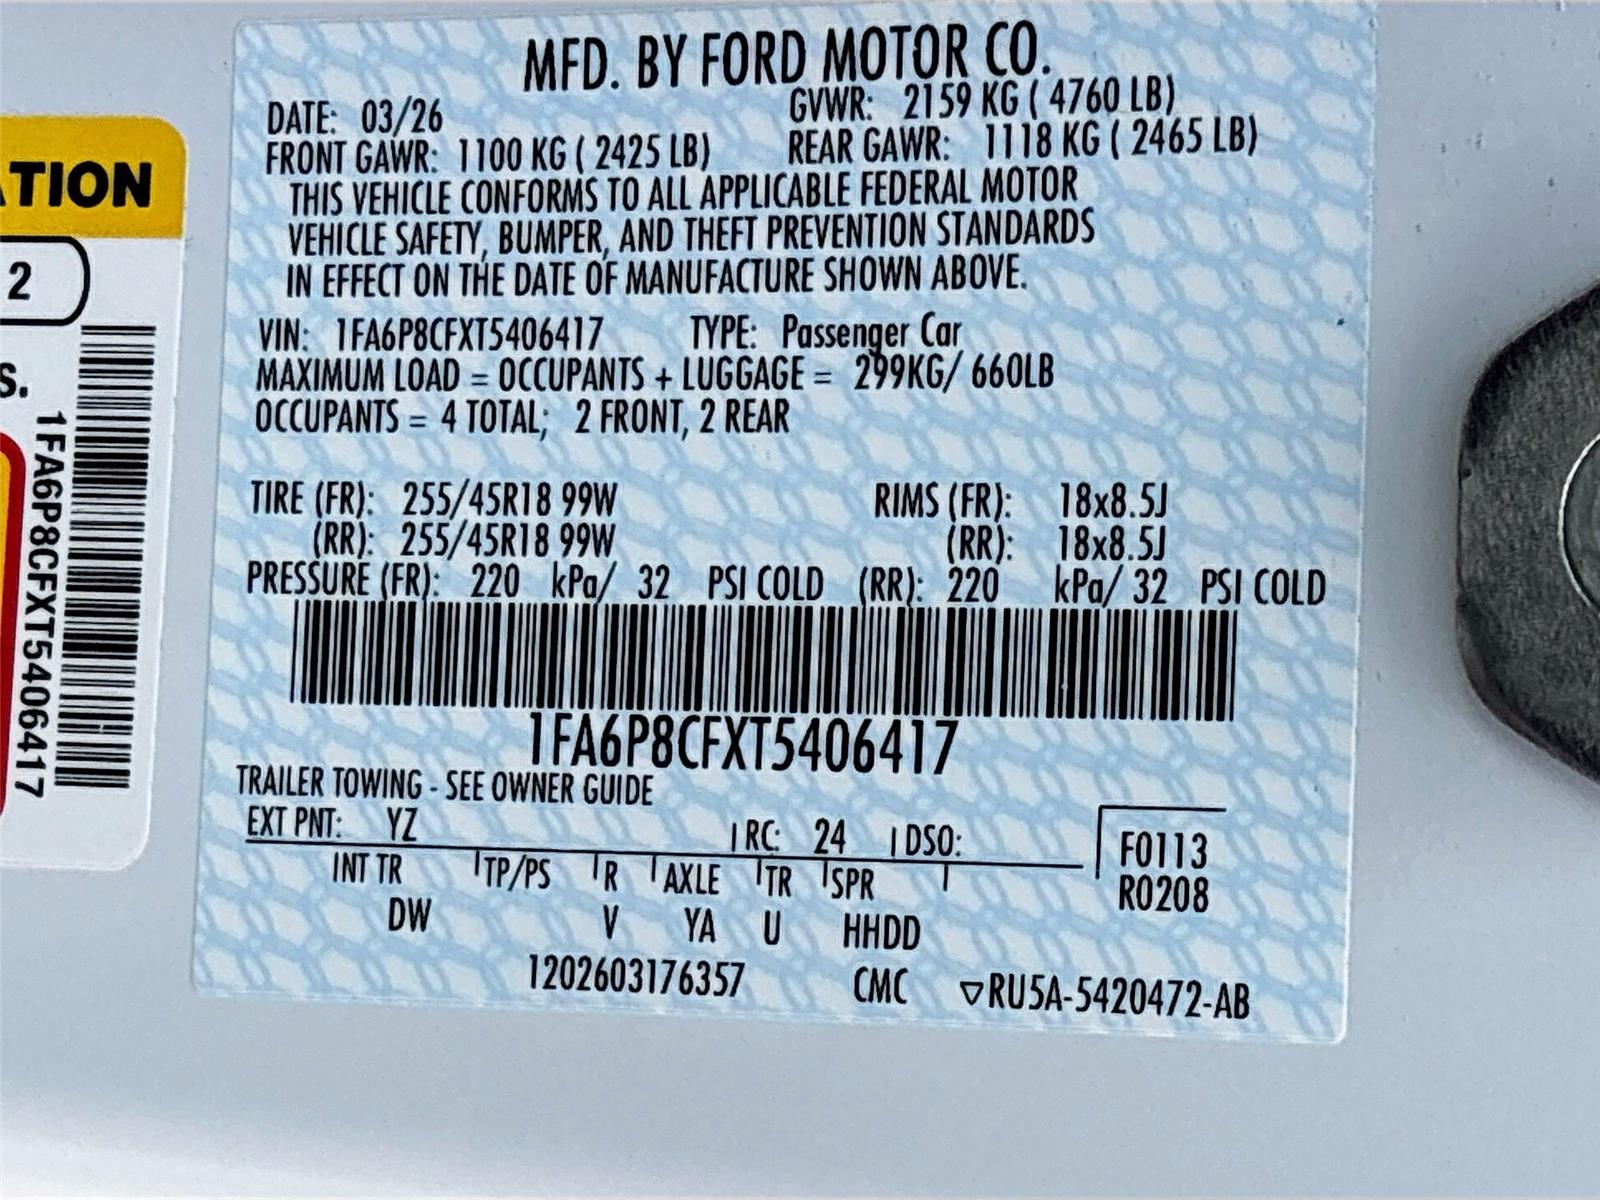 MFD. BY FORD MOTOR CO.
DATE: 03/26 GVWR: 2159 KG ( 4760 LB)
FRONT GAWR: 1100 KG ( 2425 LB) REAR GAWR: 1118 KG ( 2465 LB)
THIS VEHICLE CONFORMS TO ALL APPLICABLE FEDERAL MOTOR
VEHICLE SAFETY, BUMPER, AND THEFT PREVENTION STANDARDS
IN EFFECT ON THE DATE OF MANUFACTURE SHOWN ABOVE.
VIN: 1FA6P8CFXT5406417 TYPE: Passenger Car
MAXIMUM LOAD = OCCUPANTS + LUGGAGE = 299KG/ 660LB
OCCUPANTS = 4 TOTAL; 2 FRONT, 2 REAR
TIRE (FR): 255/45R18 99W RIMS (FR): 18x8.5J
(RR): 255/45R18 99W (RR): 18x8.5J
PRESSURE (FR): 220 kPa/ 32 PSI COLD (RR): 220 kPa/ 32 PSI COLD
1FA6P8CFXT5406417
TRAILER TOWING - SEE OWNER GUIDE
EXT PNT: YZ RC: 24 DSO:
F0113
R0208
INT TR TP/PS R AXLE TR SPR
DW V YA U HHDD
1202603176357 CMC ▽RU5A-5420472-AB
ATION
2
S.
1FA6P8CFXT5406417